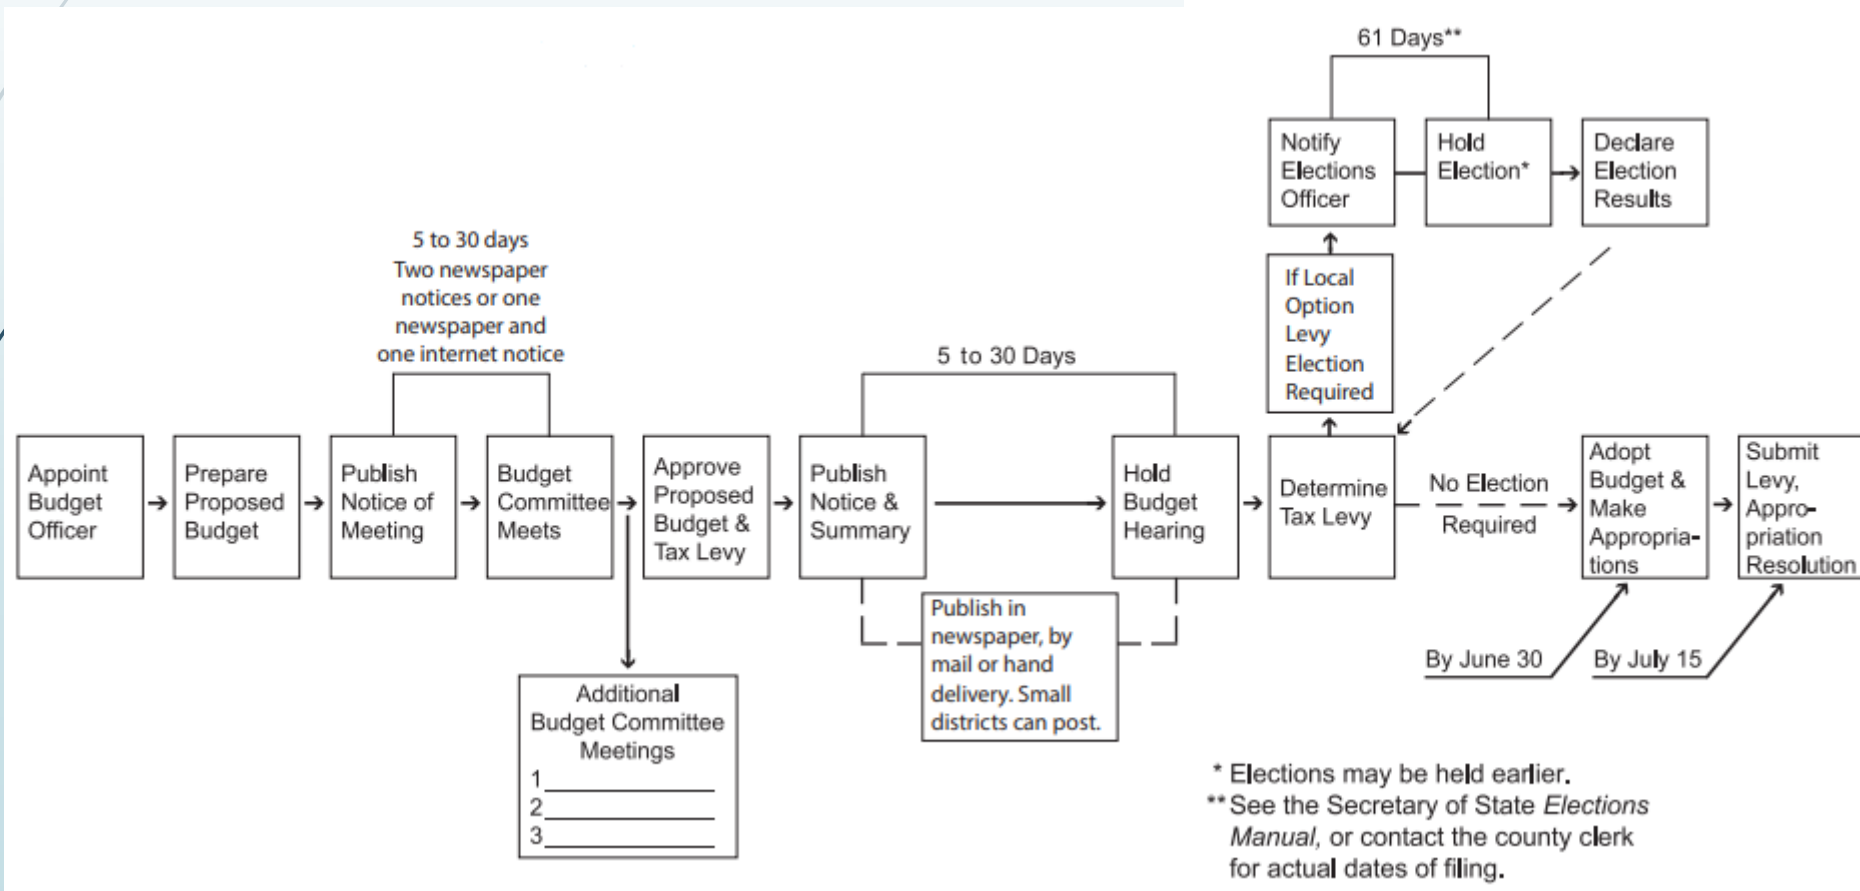 61 Days**
Notify
Elections
Officer
Hold
Election*
Declare
Election
Results
5 to 30 days
Two newspaper
notices or one
newspaper and
one internet notice
If Local
Option
Levy
Election
Required
5 to 30 Days
Appoint
Budget
Officer
Prepare
Proposed
Budget
Publish
Notice of
Meeting
Budget
Committee
Meets
Approve
Proposed
Budget &
Tax Levy
Publish
Notice &
Summary
Hold
Budget
Hearing
Determine
Tax Levy
No Election
Required
Adopt
Budget &
Make
Appropria-
tions
Submit
Levy,
Appro-
priation
Resolution
Publish in
newspaper, by
mail or hand
delivery. Small
districts can post.
By June 30
By July 15
Additional
Budget Committee
Meetings
1
2
3
* Elections may be held earlier.
** See the Secretary of State Elections
Manual, or contact the county clerk
for actual dates of filing.